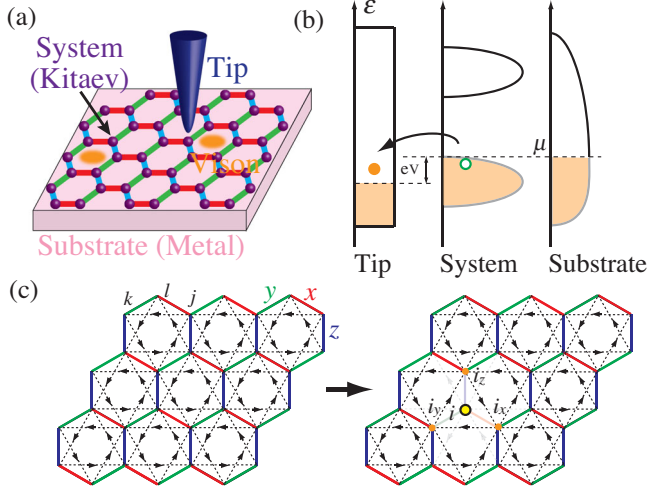 (a)
System
(Kitaev)
Tip
Vison
Substrate (Metal)
(b)
ε
μ
eV
Tip
System
Substrate
(c)
k
l
j
y
x
z
i_z
i_y
i
i_x